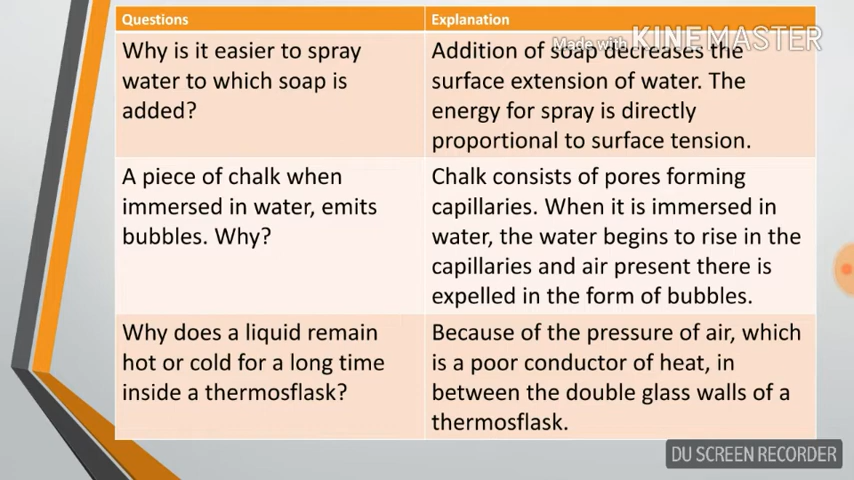 Questions
Explanation
Made with KINEMASTER
Why is it easier to spray
water to which soap is
added?
Addition of soap decreases the
surface extension of water. The
energy for spray is directly
proportional to surface tension.
A piece of chalk when
immersed in water, emits
bubbles. Why?
Chalk consists of pores forming
capillaries. When it is immersed in
water, the water begins to rise in the
capillaries and air present there is
expelled in the form of bubbles.
Why does a liquid remain
hot or cold for a long time
inside a thermosflask?
Because of the pressure of air, which
is a poor conductor of heat, in
between the double glass walls of a
thermosflask.
DU SCREEN RECORDER